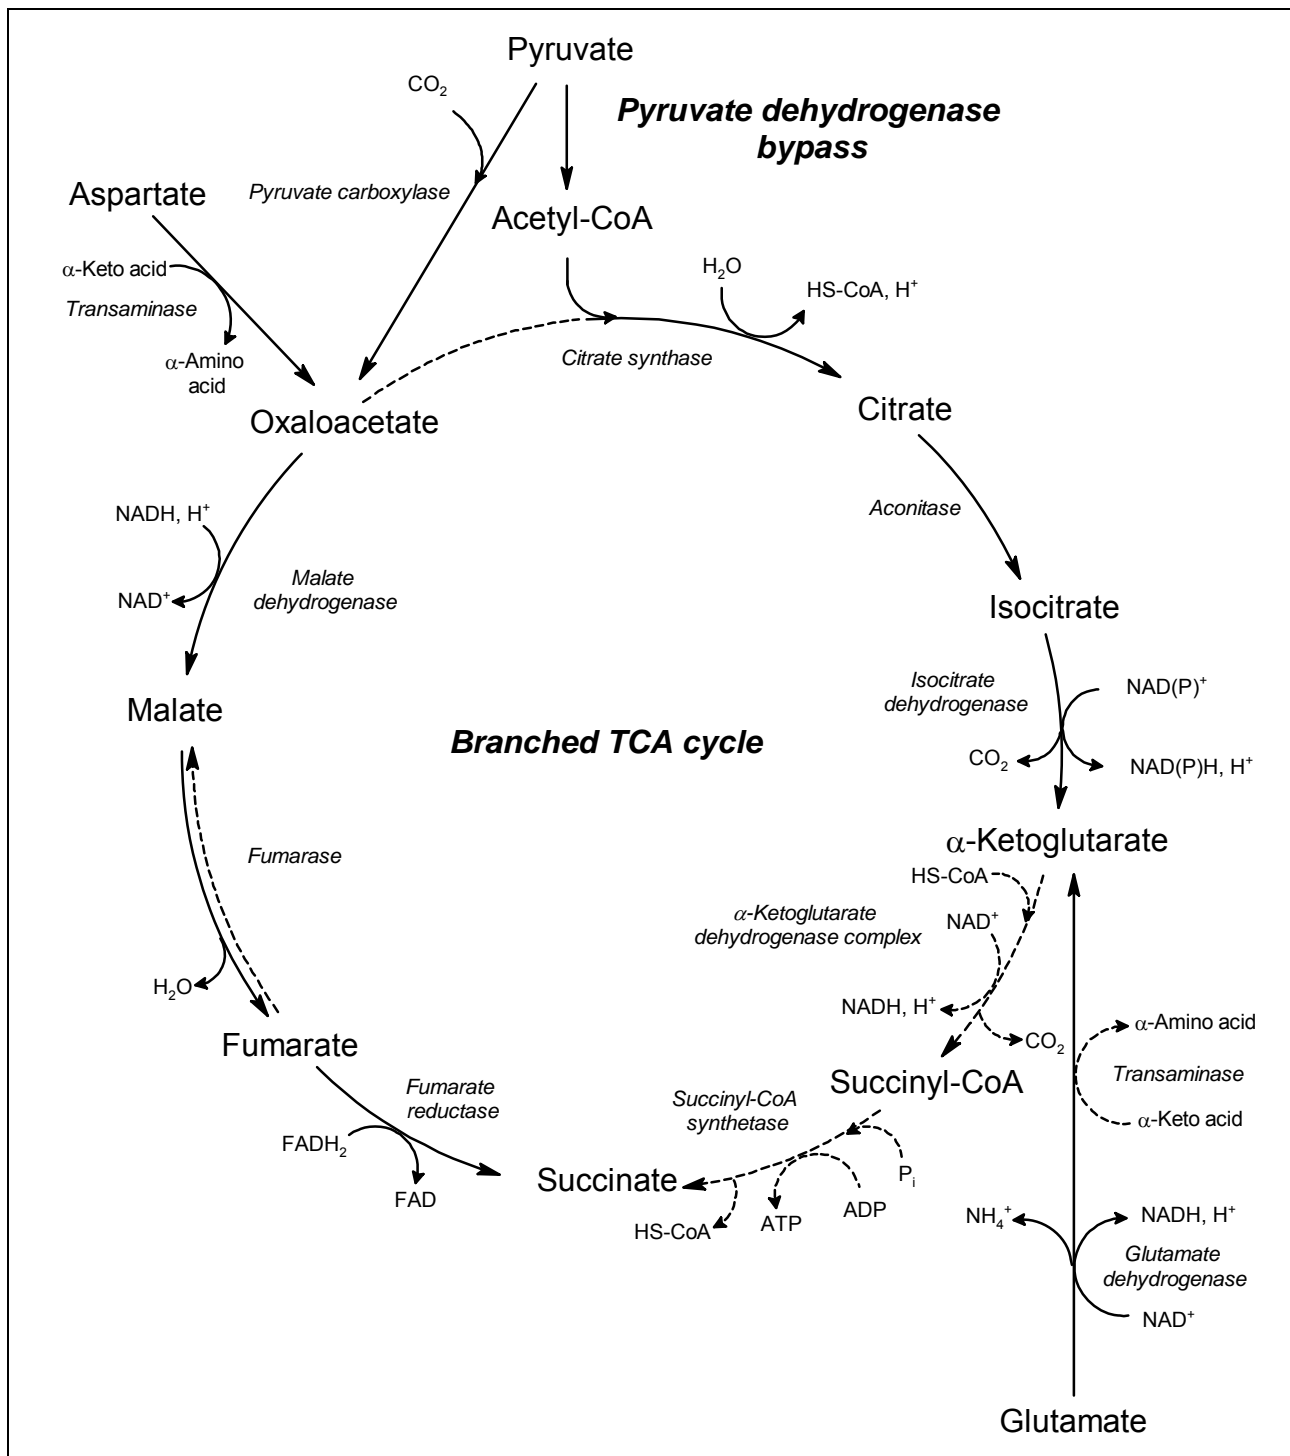 Pyruvate
CO₂
Pyruvate dehydrogenase
bypass
Pyruvate carboxylase
Aspartate
Acetyl-CoA
α-Keto acid
Transaminase
α-Amino
acid
H₂O
HS-CoA, H⁺
Citrate synthase
Oxaloacetate
Citrate
Aconitase
NADH, H⁺
NAD⁺
Malate
dehydrogenase
Isocitrate
Isocitrate
dehydrogenase
NAD(P)⁺
CO₂
NAD(P)H, H⁺
Malate
Branched TCA cycle
α-Ketoglutarate
Fumarase
HS-CoA
α-Ketoglutarate
dehydrogenase complex
NAD⁺
H₂O
NADH, H⁺
CO₂
α-Amino acid
Transaminase
α-Keto acid
Fumarate
Succinyl-CoA
Fumarate
reductase
Succinyl-CoA
synthetase
FADH₂
FAD
Succinate
Pᵢ
HS-CoA
ATP
ADP
NH₄⁺
NADH, H⁺
Glutamate
dehydrogenase
NAD⁺
Glutamate